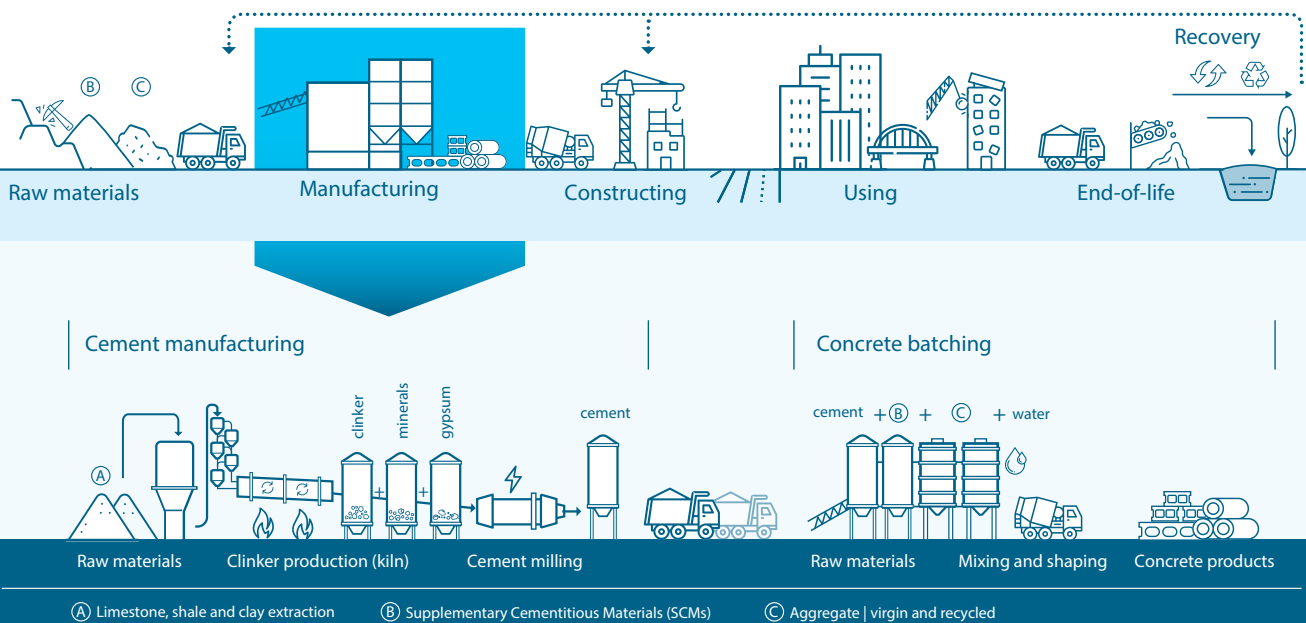 Recovery
B
C
Raw materials
Manufacturing
Constructing
Using
End-of-life
Cement manufacturing
Concrete batching
clinker
minerals
gypsum
cement
cement + B + C + water
A
+
+
Raw materials
Clinker production (kiln)
Cement milling
Raw materials
Mixing and shaping
Concrete products
A Limestone, shale and clay extraction
B Supplementary Cementitious Materials (SCMs)
C Aggregate | virgin and recycled